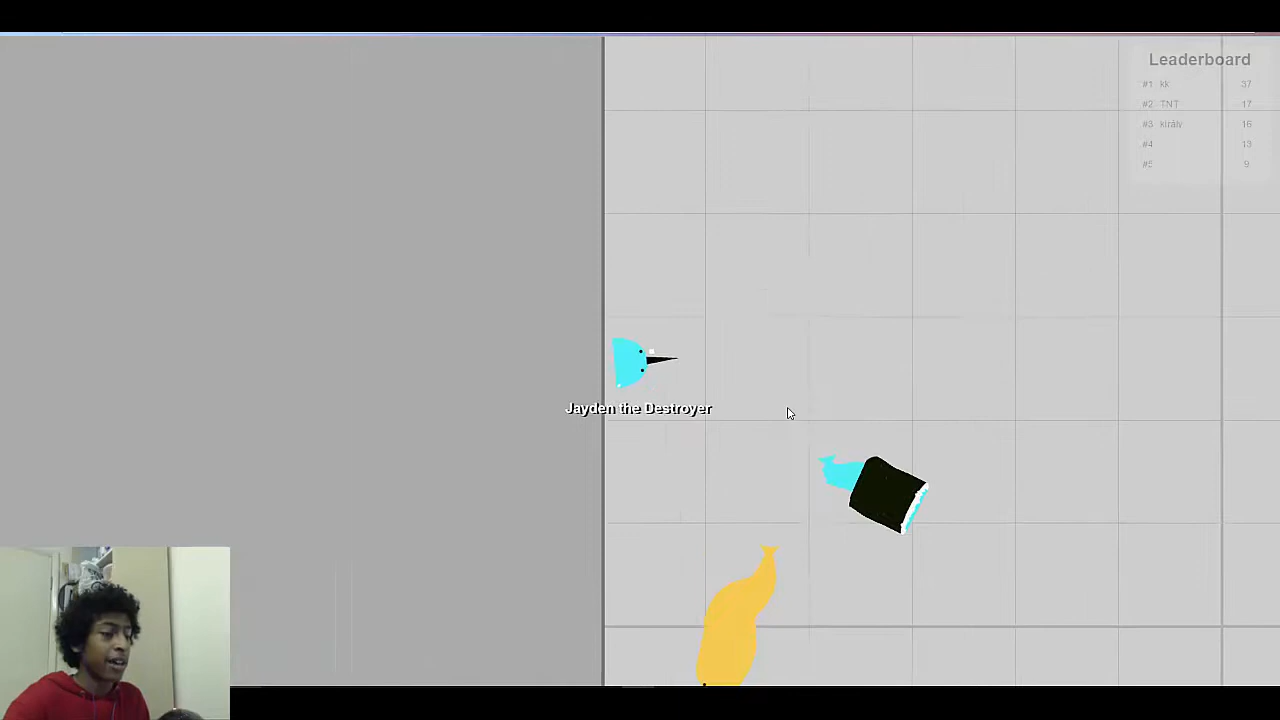 Leaderboard
#1 kk 37
#2 TNT 17
#3 király 16
#4 13
#5 9
Jayden the Destroyer